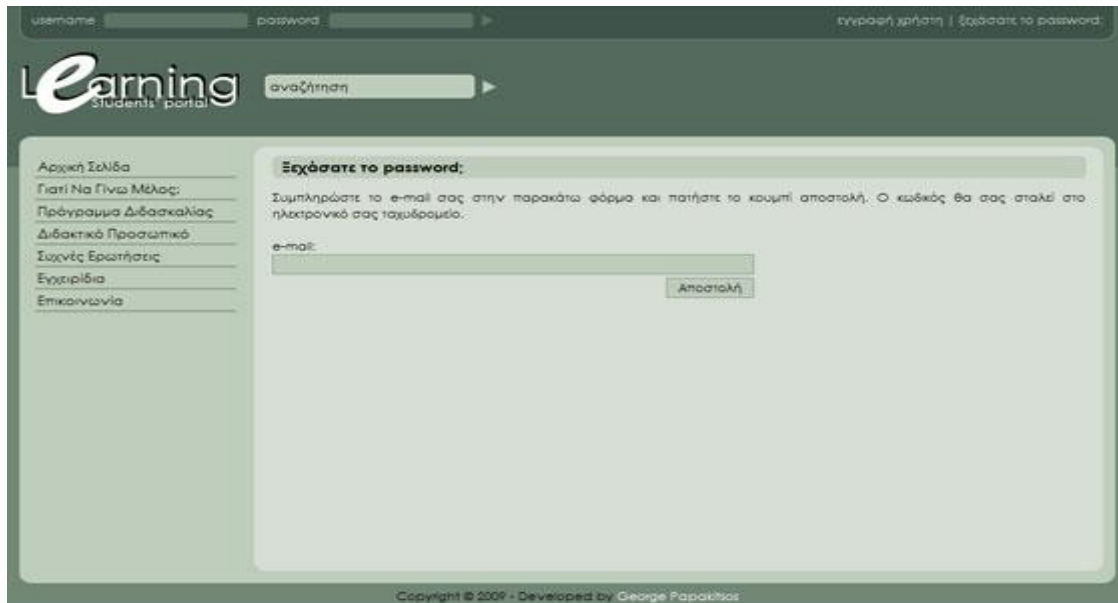 username password εγγραφή χρήστη | ξεχάσατε το password;
Learning
Students' portal
αναζήτηση
Αρχική Σελίδα
Γιατί Να Γίνω Μέλος;
Πρόγραμμα Διδασκαλίας
Διδακτικό Προσωπικό
Συχνές Ερωτήσεις
Εγχειρίδια
Επικοινωνία
Ξεχάσατε το password;
Συμπληρώστε το e-mail σας στην παρακάτω φόρμα και πατήστε το κουμπί αποστολή. Ο κωδικός θα σας σταλεί στο
ηλεκτρονικό σας ταχυδρομείο.
e-mail:
Αποστολή
Copyright © 2009 - Developed by George Papakitsos